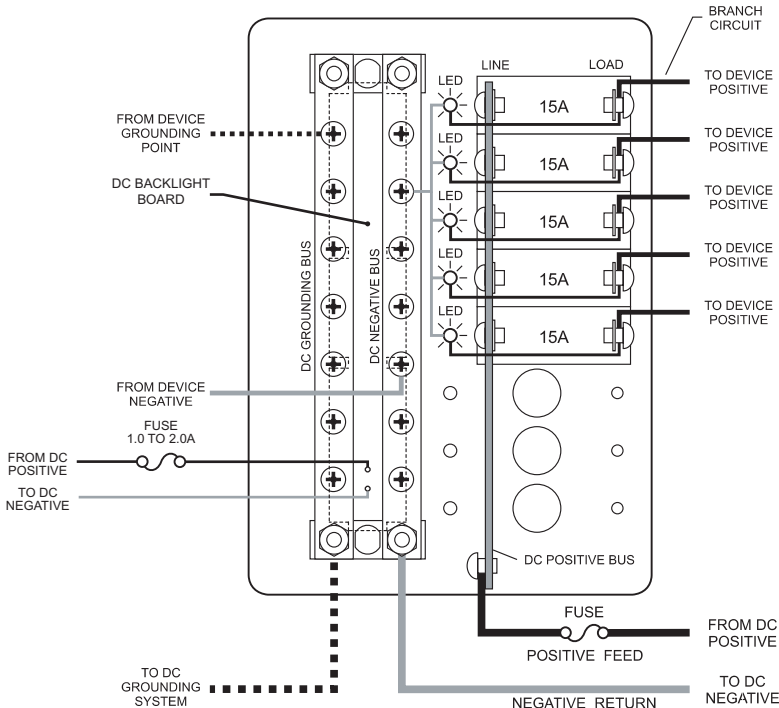 BRANCH
CIRCUIT
LINE
LOAD
LED
15A
TO DEVICE
POSITIVE
FROM DEVICE
GROUNDING
POINT
LED
15A
TO DEVICE
POSITIVE
DC BACKLIGHT
BOARD
LED
15A
TO DEVICE
POSITIVE
DC GROUNDING BUS
DC NEGATIVE BUS
LED
15A
TO DEVICE
POSITIVE
LED
15A
TO DEVICE
POSITIVE
FROM DEVICE
NEGATIVE
FUSE
1.0 TO 2.0A
FROM DC
POSITIVE
TO DC
NEGATIVE
DC POSITIVE BUS
FUSE
POSITIVE FEED
FROM DC
POSITIVE
TO DC
GROUNDING
SYSTEM
NEGATIVE RETURN
TO DC
NEGATIVE